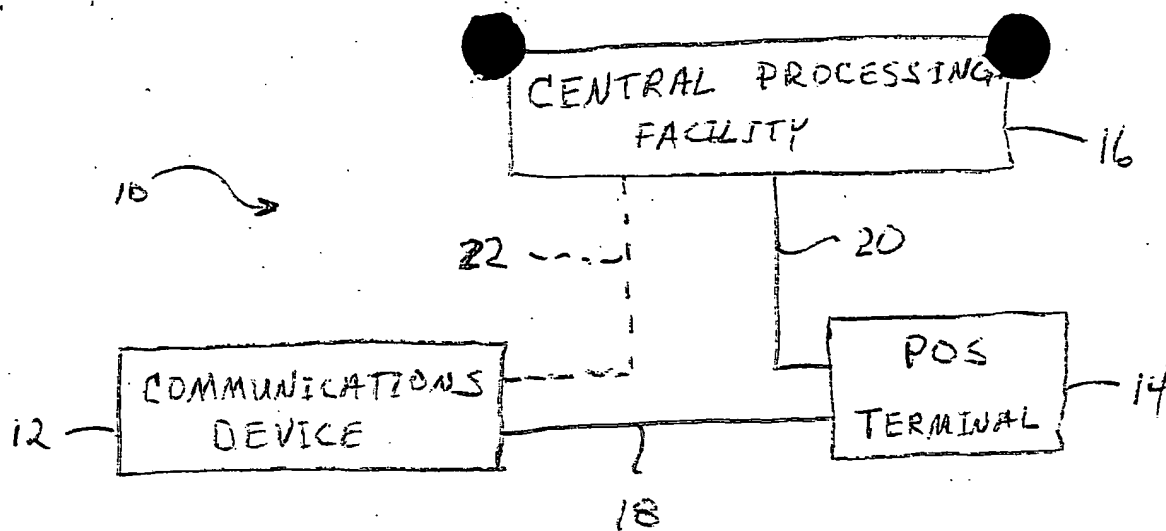 CENTRAL PROCESSING
FACILITY
16
10
22
20
COMMUNICATIONS
DEVICE
12
POS
TERMINAL
14
18